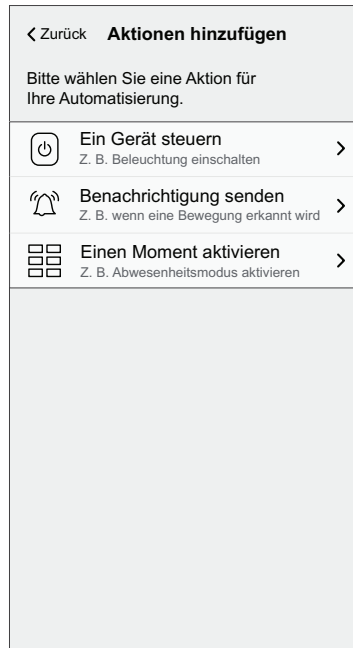 Zurück Aktionen hinzufügen
Bitte wählen Sie eine Aktion für
Ihre Automatisierung.
Ein Gerät steuern
Z. B. Beleuchtung einschalten
Benachrichtigung senden
Z. B. wenn eine Bewegung erkannt wird
Einen Moment aktivieren
Z. B. Abwesenheitsmodus aktivieren